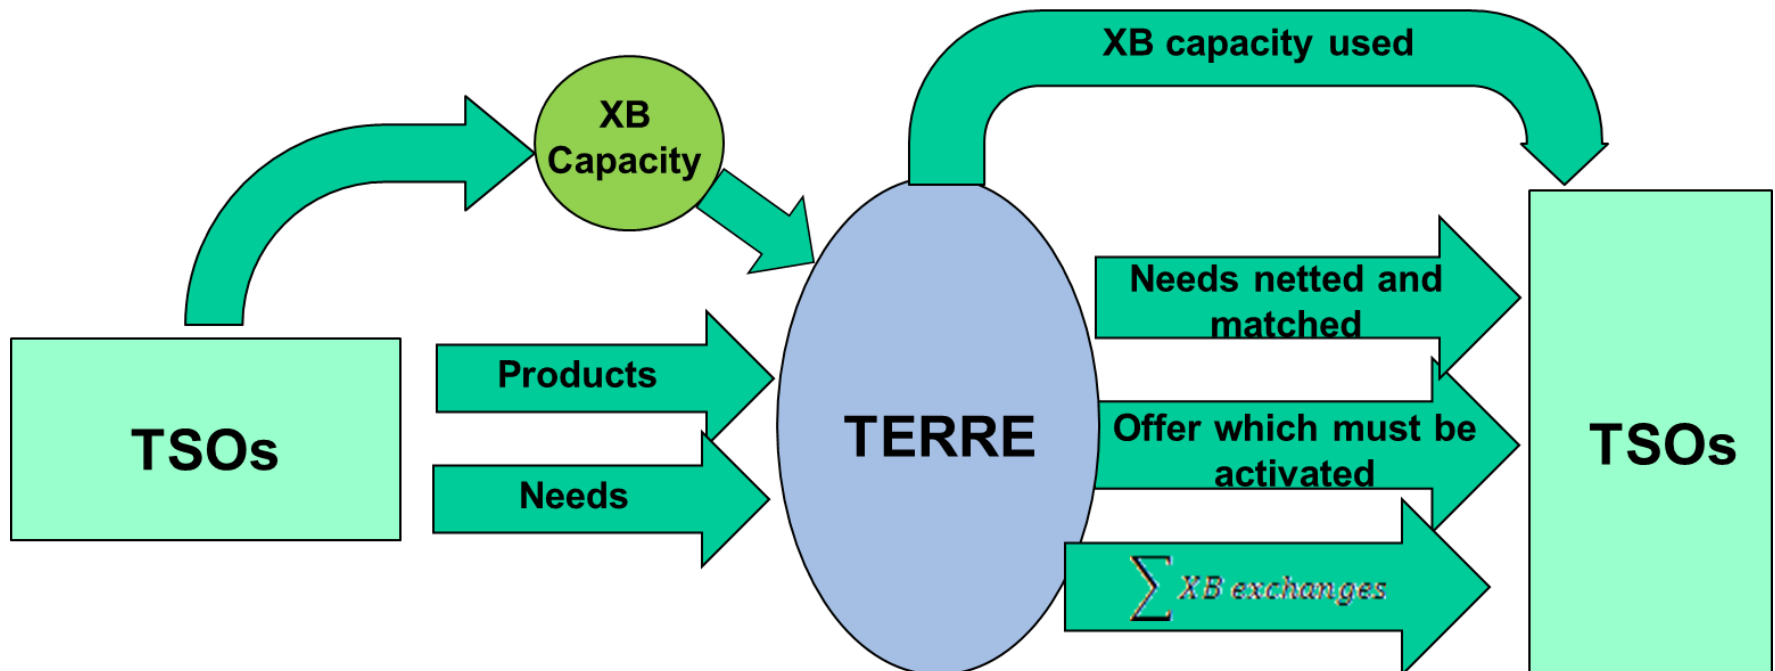 XB capacity used
XB
Capacity
Needs netted and
matched
Products
TSOs
TERRE
Offer which must be
activated
TSOs
Needs
∑ XB exchanges